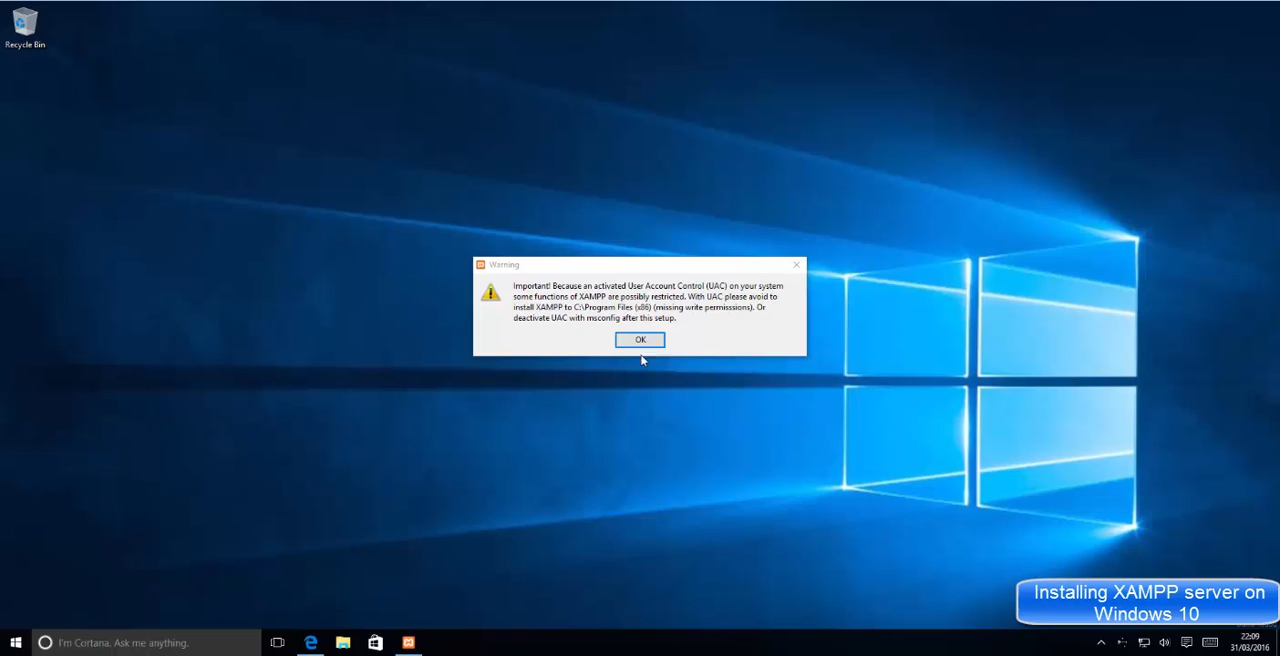 Recycle Bin
Warning
Important! Because an activated User Account Control (UAC) on your system
some functions of XAMPP are possibly restricted. With UAC please avoid to
install XAMPP to C:\Program Files (x86) (missing write permisssions). Or
deactivate UAC with msconfig after this setup.
OK
Installing XAMPP server on
Windows 10
I'm Cortana. Ask me anything.
22:09
31/03/2016